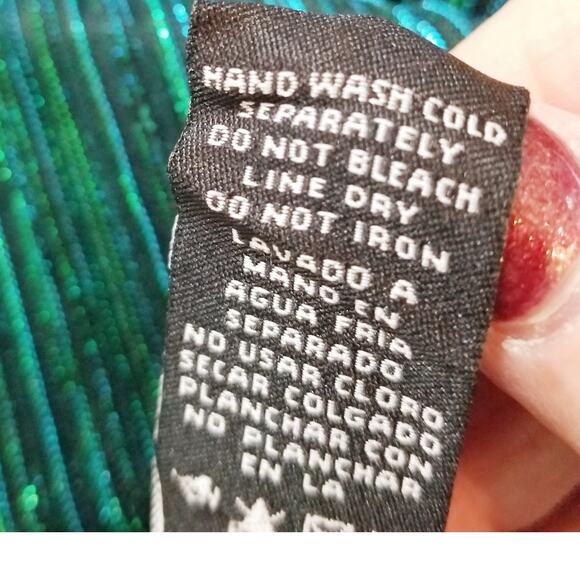 HAND WASH COLD
SEPARATELY
DO NOT BLEACH
LINE DRY
DO NOT IRON
LAVADO A
MANO EN
AGUA FRIA
SEPARADO
NO USAR CLORO
SECAR COLGADO
PLANCHAR CON
NO PLANCHAR
EN LA